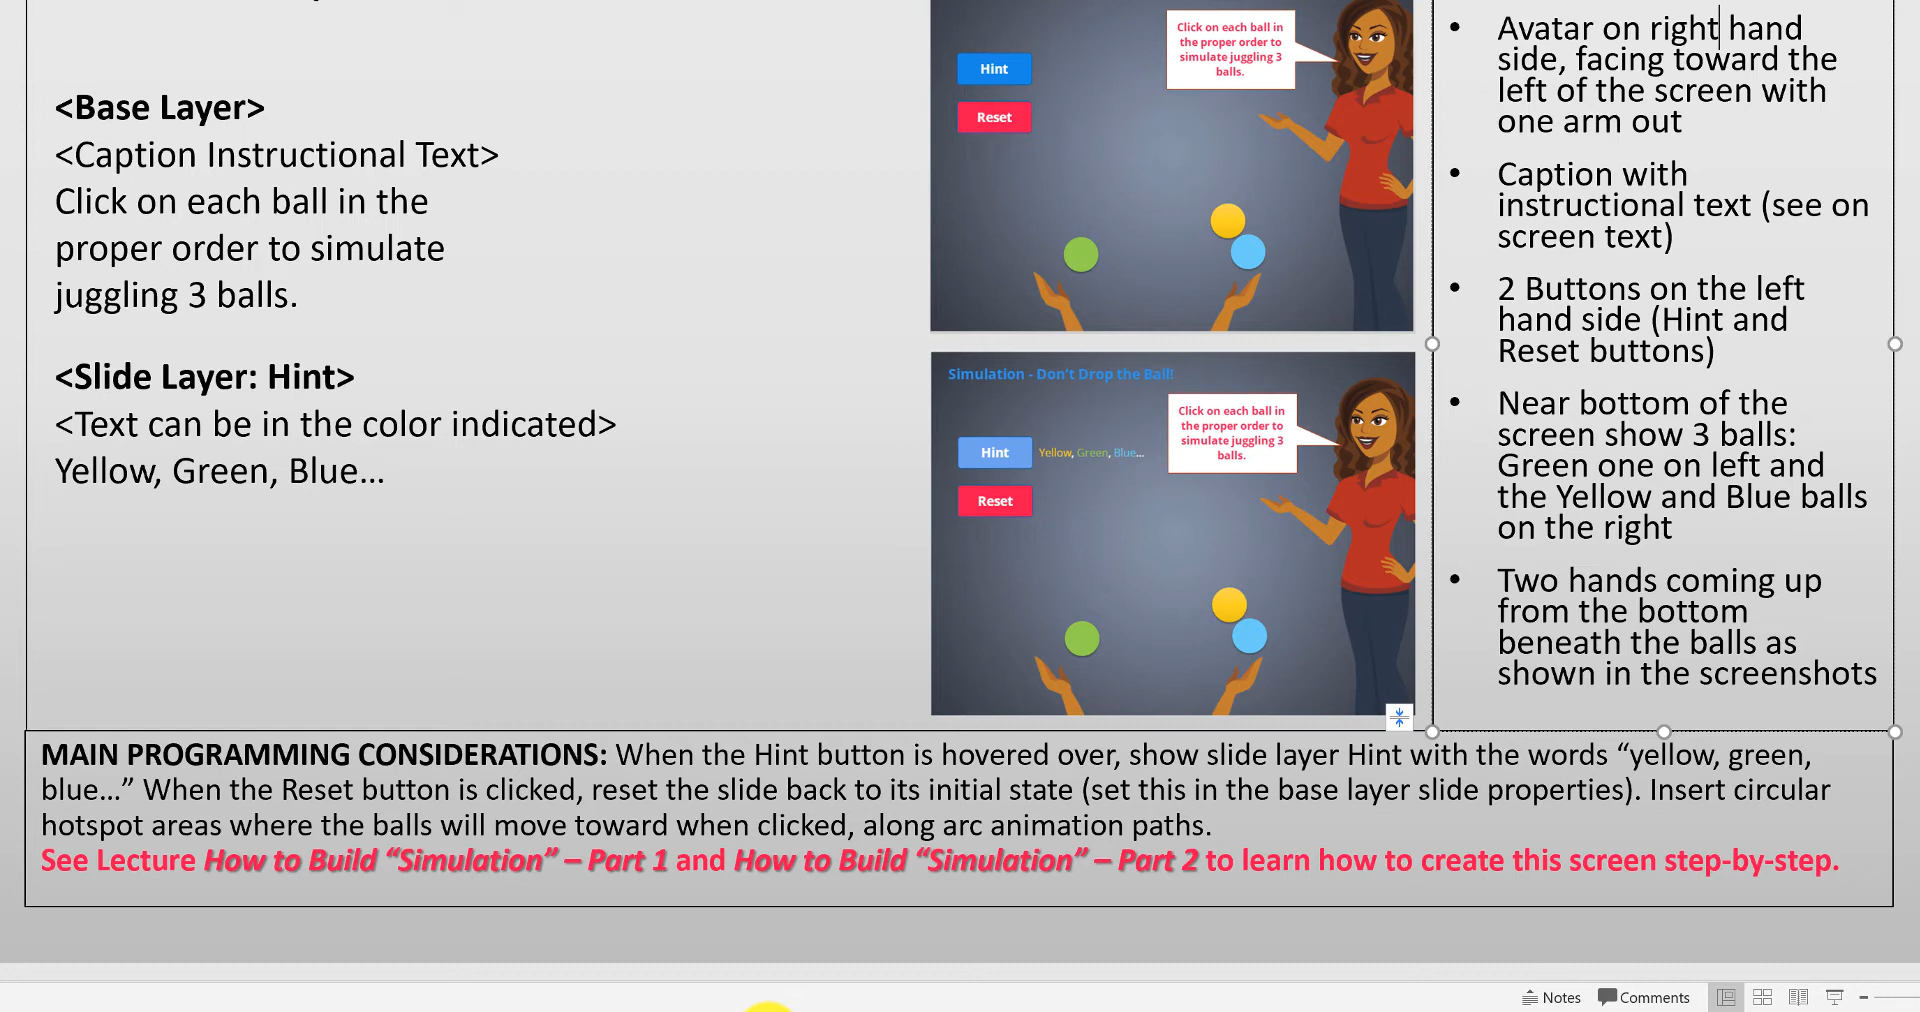 <Base Layer>
<Caption Instructional Text>
Click on each ball in the
proper order to simulate
juggling 3 balls.
<Slide Layer: Hint>
<Text can be in the color indicated>
Yellow, Green, Blue...
Click on each ball in
the proper order to
simulate juggling 3
balls.
Hint
Reset
Simulation - Don't Drop the Ball!
Click on each ball in
the proper order to
simulate juggling 3
balls.
Hint
Yellow, Green, Blue...
Reset
• Avatar on right hand
side, facing toward the
left of the screen with
one arm out
• Caption with
instructional text (see on
screen text)
• 2 Buttons on the left
hand side (Hint and
Reset buttons)
• Near bottom of the
screen show 3 balls:
Green one on left and
the Yellow and Blue balls
on the right
• Two hands coming up
from the bottom
beneath the balls as
shown in the screenshots
MAIN PROGRAMMING CONSIDERATIONS: When the Hint button is hovered over, show slide layer Hint with the words “yellow, green,
blue...” When the Reset button is clicked, reset the slide back to its initial state (set this in the base layer slide properties). Insert circular
hotspot areas where the balls will move toward when clicked, along arc animation paths.
See Lecture How to Build “Simulation” – Part 1 and How to Build “Simulation” – Part 2 to learn how to create this screen step-by-step.
Notes
Comments